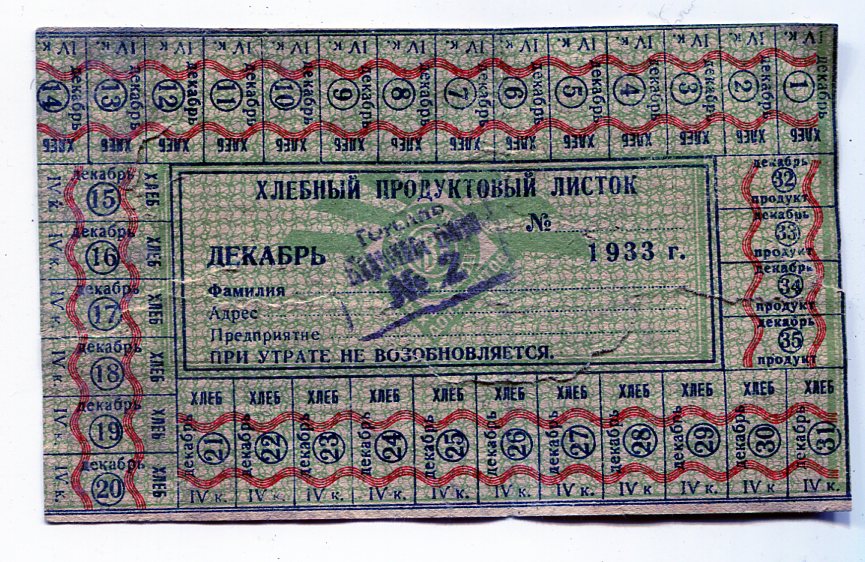 IV к. IV к. IV к. IV к. IV к. IV к. IV к. IV к. IV к. IV к. IV к. IV к. IV к. IV к.
декабрь декабрь декабрь декабрь декабрь декабрь декабрь декабрь декабрь декабрь декабрь декабрь декабрь декабрь
14 13 12 11 10 9 8 7 6 5 4 3 2 1
ХЛЕБ ХЛЕБ ХЛЕБ ХЛЕБ ХЛЕБ ХЛЕБ ХЛЕБ ХЛЕБ ХЛЕБ ХЛЕБ ХЛЕБ ХЛЕБ ХЛЕБ ХЛЕБ
IV к. декабрь 15 ХЛЕБ
IV к. декабрь 16 ХЛЕБ
IV к. декабрь 17 ХЛЕБ
IV к. декабрь 18 ХЛЕБ
IV к. декабрь 19 ХЛЕБ
IV к. декабрь 20 ХЛЕБ
ХЛЕБНЫЙ ПРОДУКТОВЫЙ ЛИСТОК
№
ДЕКАБРЬ 1933 г.
№ 2
Фамилия
Адрес
Предприятие
ПРИ УТРАТЕ НЕ ВОЗОБНОВЛЯЕТСЯ.
декабрь
32
продукт
декабрь
33
продукт
декабрь
34
продукт
декабрь
35
продукт
ХЛЕБ ХЛЕБ ХЛЕБ ХЛЕБ ХЛЕБ ХЛЕБ ХЛЕБ ХЛЕБ ХЛЕБ ХЛЕБ ХЛЕБ
декабрь декабрь декабрь декабрь декабрь декабрь декабрь декабрь декабрь декабрь декабрь
21 22 23 24 25 26 27 28 29 30 31
IV к. IV к. IV к. IV к. IV к. IV к. IV к. IV к. IV к. IV к. IV к.